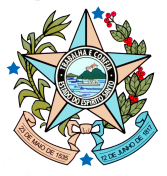 TRABALHA E CONFIA
ESTADO DO ESPIRITO SANTO
23 DE MAIO DE 1535
12 DE JUNHO DE 1817